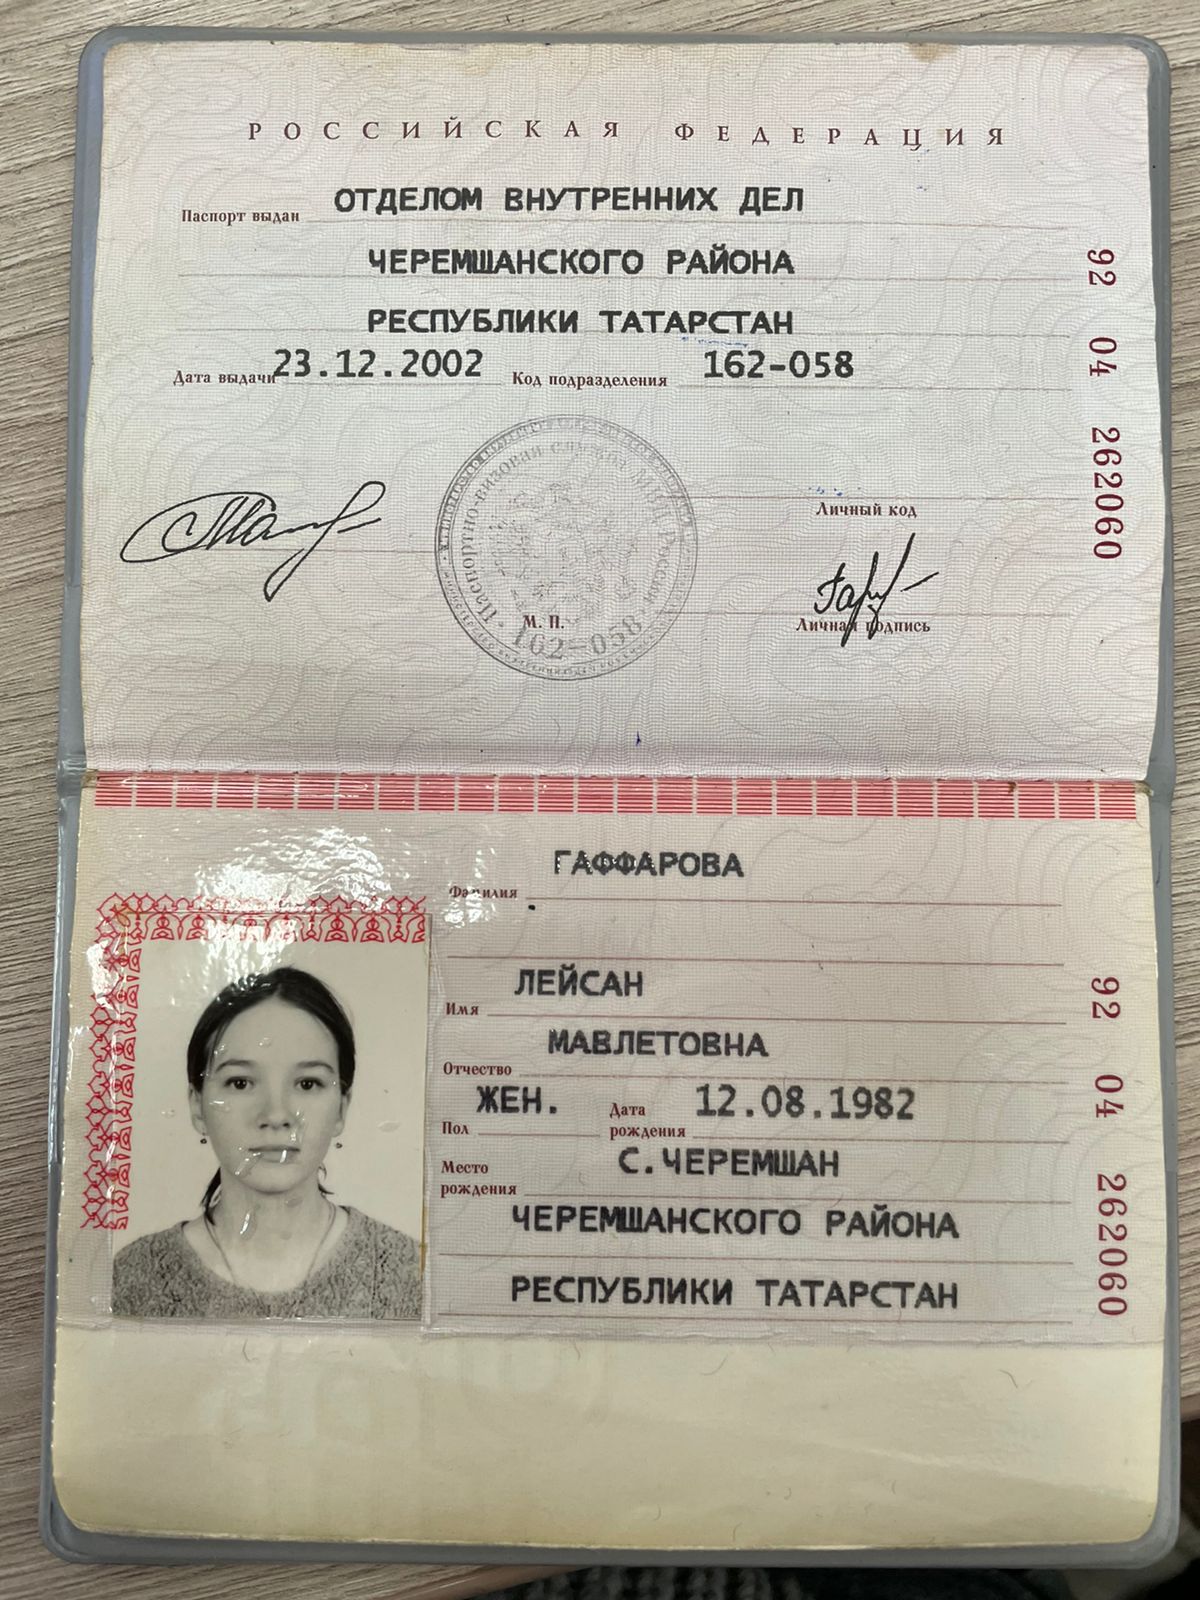 РОССИЙСКАЯ ФЕДЕРАЦИЯ
Паспорт выдан ОТДЕЛОМ ВНУТРЕННИХ ДЕЛ
ЧЕРЕМШАНСКОГО РАЙОНА
РЕСПУБЛИКИ ТАТАРСТАН
Дата выдачи 23.12.2002 Код подразделения 162-058
Личный код
М. П.
Личная подпись
Паспортно-визовая служба МВД России
162-058
92 04 262060
ГАФФАРОВА
Фамилия
ЛЕЙСАН
Имя
МАВЛЕТОВНА
Отчество
ЖЕН. Дата 12.08.1982
Пол рождения
Место С.ЧЕРЕМШАН
рождения
ЧЕРЕМШАНСКОГО РАЙОНА
РЕСПУБЛИКИ ТАТАРСТАН
92 04 262060